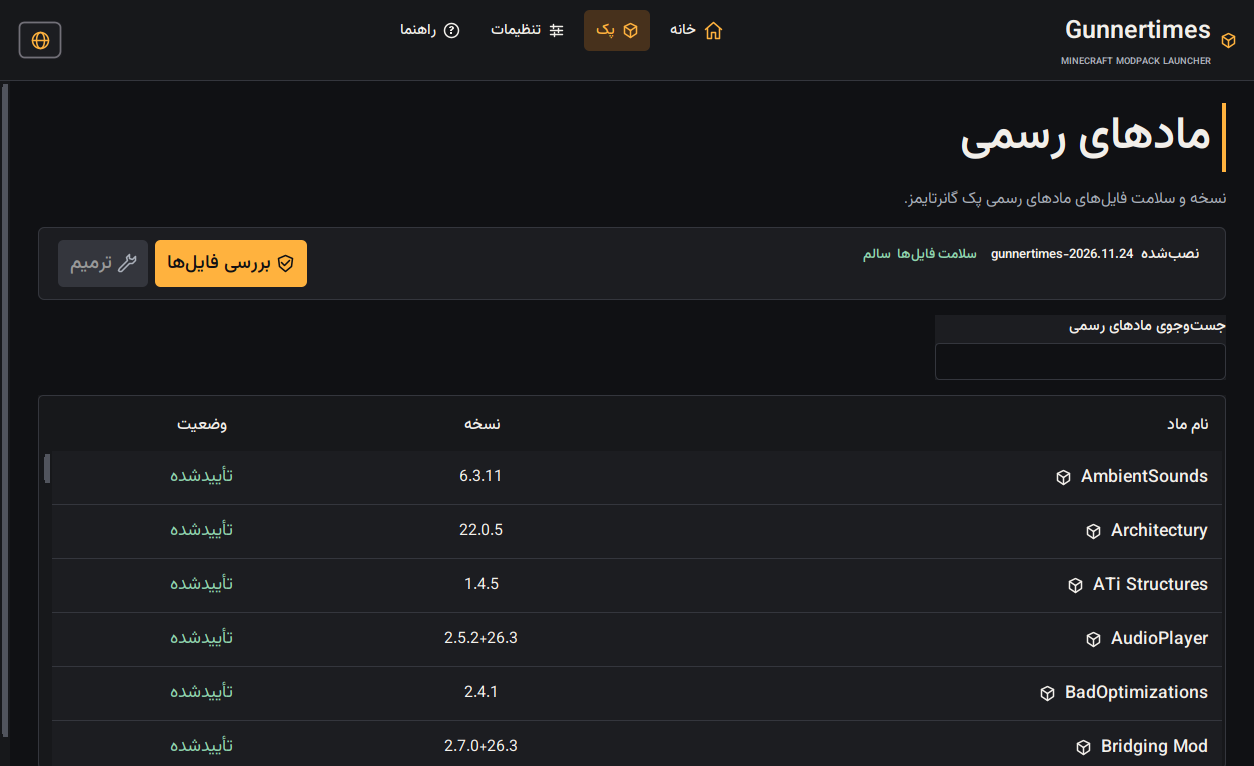 Gunnertimes
MINECRAFT MODPACK LAUNCHER
خانه
پک
تنظیمات
راهنما
مادهای رسمی
نسخه و سلامت فایل‌های مادهای رسمی پک گانرتایمز.
نصب‌شده gunnertimes-2026.11.24 سلامت فایل‌ها سالم
بررسی فایل‌ها
ترمیم
جست‌وجوی مادهای رسمی
نام ماد نسخه وضعیت
AmbientSounds 6.3.11 تأییدشده
Architectury 22.0.5 تأییدشده
ATi Structures 1.4.5 تأییدشده
AudioPlayer 2.5.2+26.3 تأییدشده
BadOptimizations 2.4.1 تأییدشده
Bridging Mod 2.7.0+26.3 تأییدشده